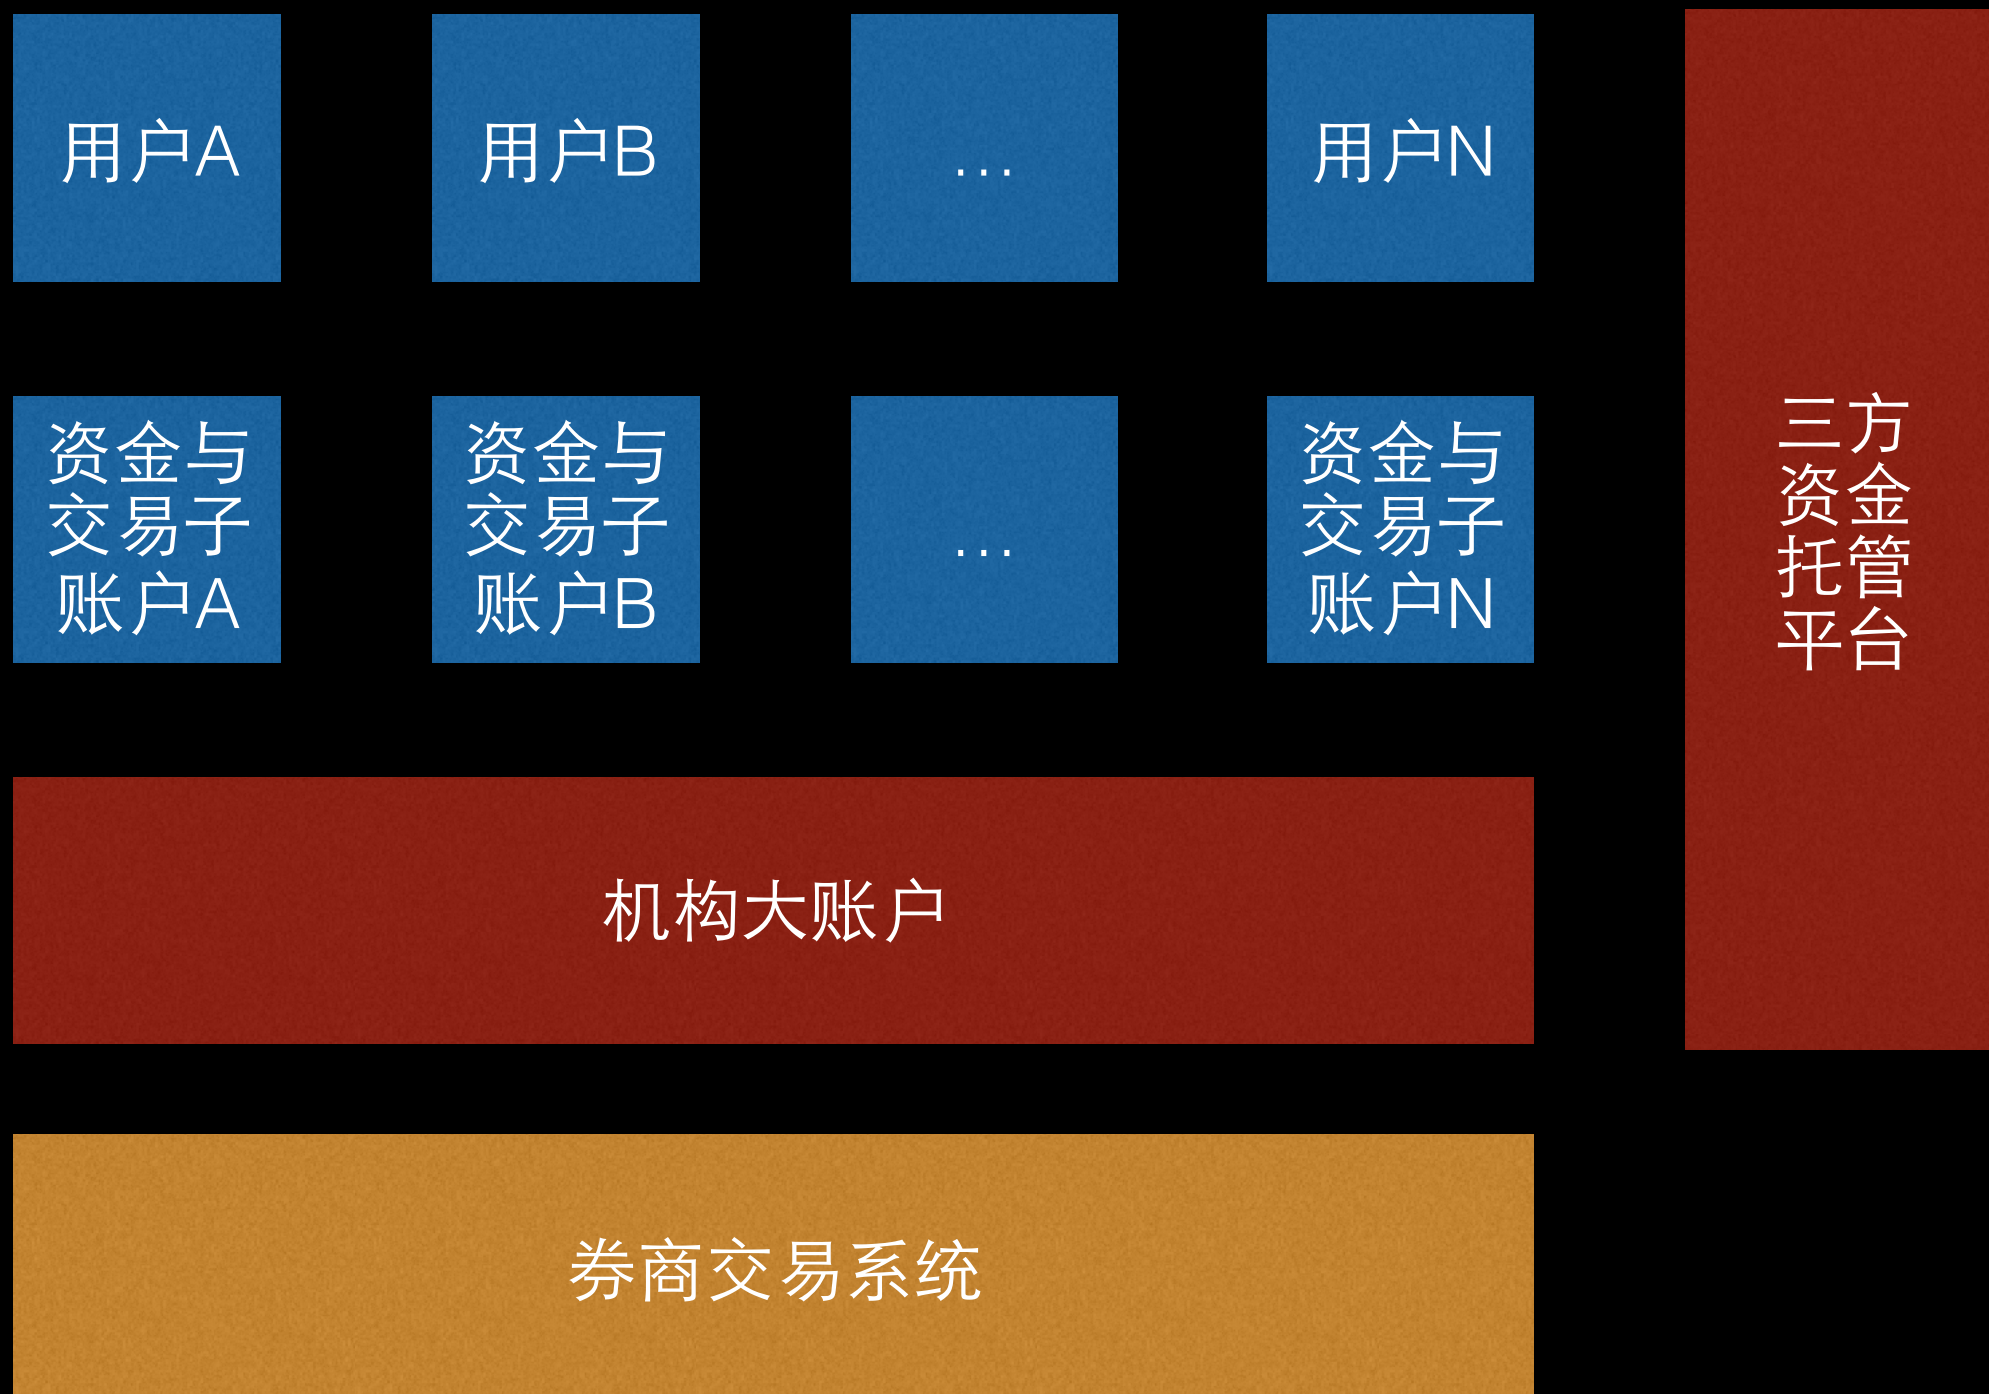 用户A
用户B
...
用户N
资金与
交易子
账户A
资金与
交易子
账户B
...
资金与
交易子
账户N
三方
资金
托管
平台
机构大账户
券商交易系统